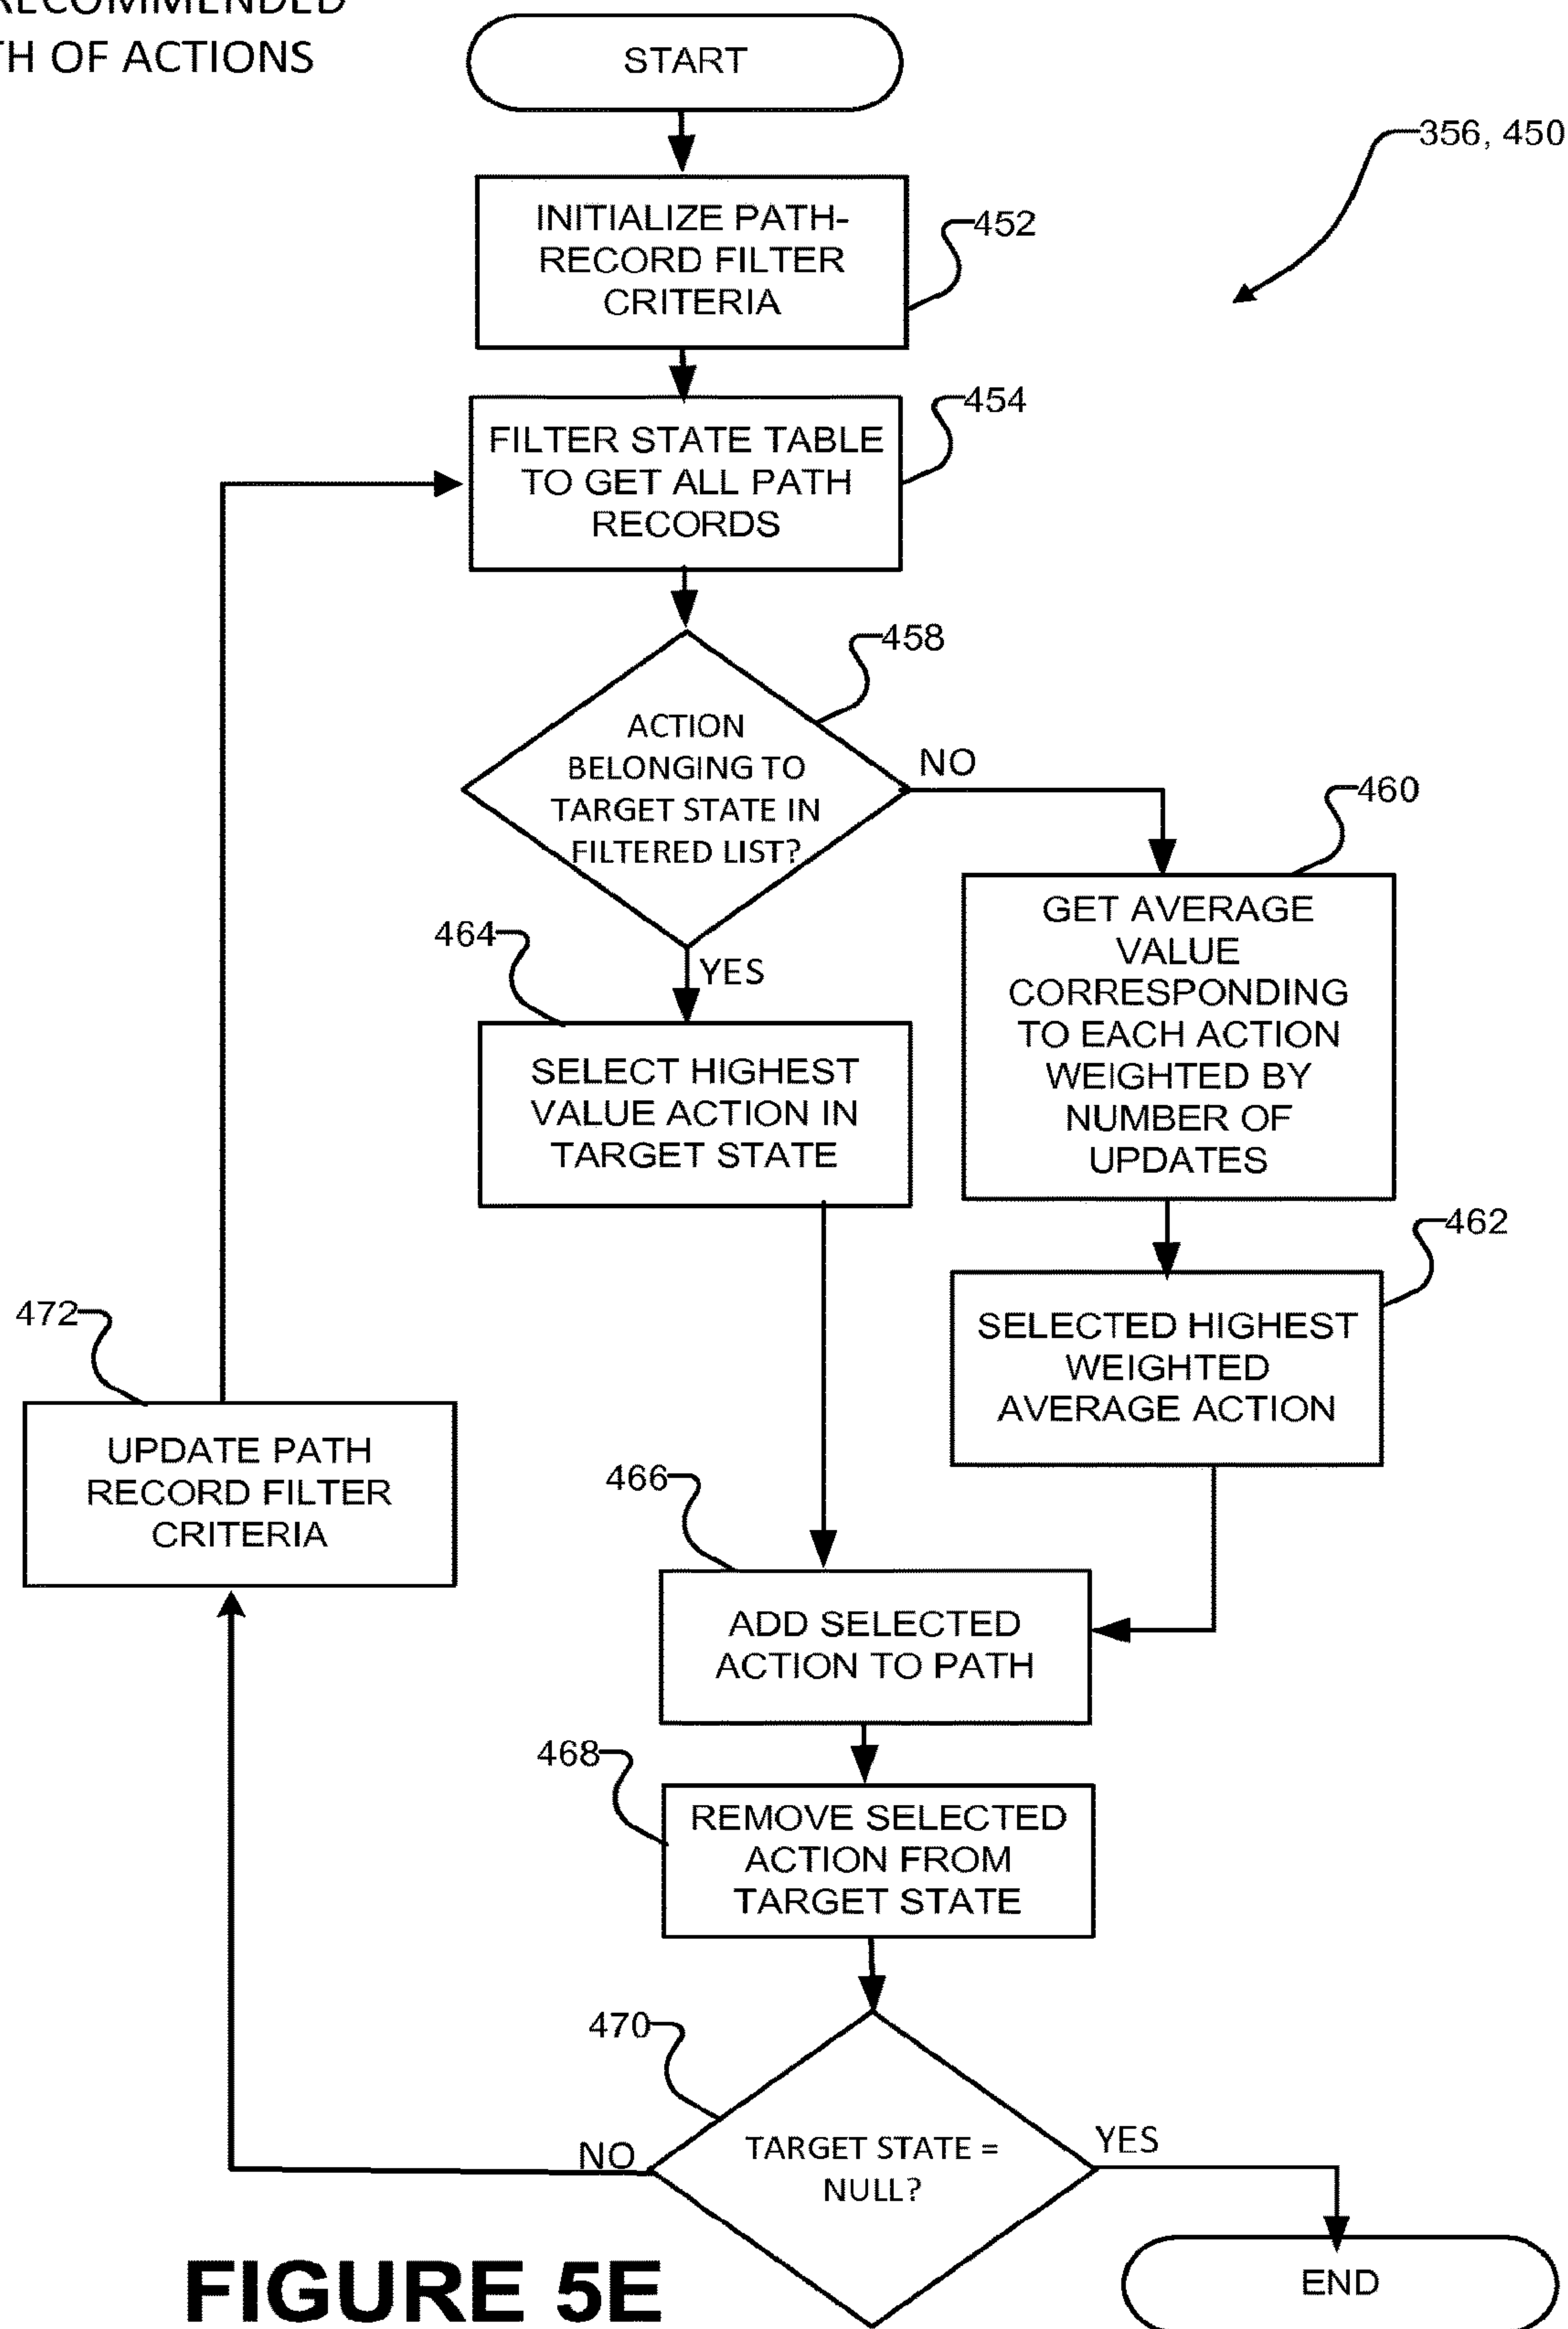 RECOMMENDED
TH OF ACTIONS
START
356, 450
INITIALIZE PATH-
RECORD FILTER
CRITERIA
452
454
FILTER STATE TABLE
TO GET ALL PATH
RECORDS
458
ACTION
BELONGING TO
TARGET STATE IN
FILTERED LIST?
NO
460
GET AVERAGE
VALUE
CORRESPONDING
TO EACH ACTION
WEIGHTED BY
NUMBER OF
UPDATES
464
YES
SELECT HIGHEST
VALUE ACTION IN
TARGET STATE
462
SELECTED HIGHEST
WEIGHTED
AVERAGE ACTION
472
UPDATE PATH
RECORD FILTER
CRITERIA
466
ADD SELECTED
ACTION TO PATH
468
REMOVE SELECTED
ACTION FROM
TARGET STATE
470
TARGET STATE =
NULL?
NO
YES
END
FIGURE 5E